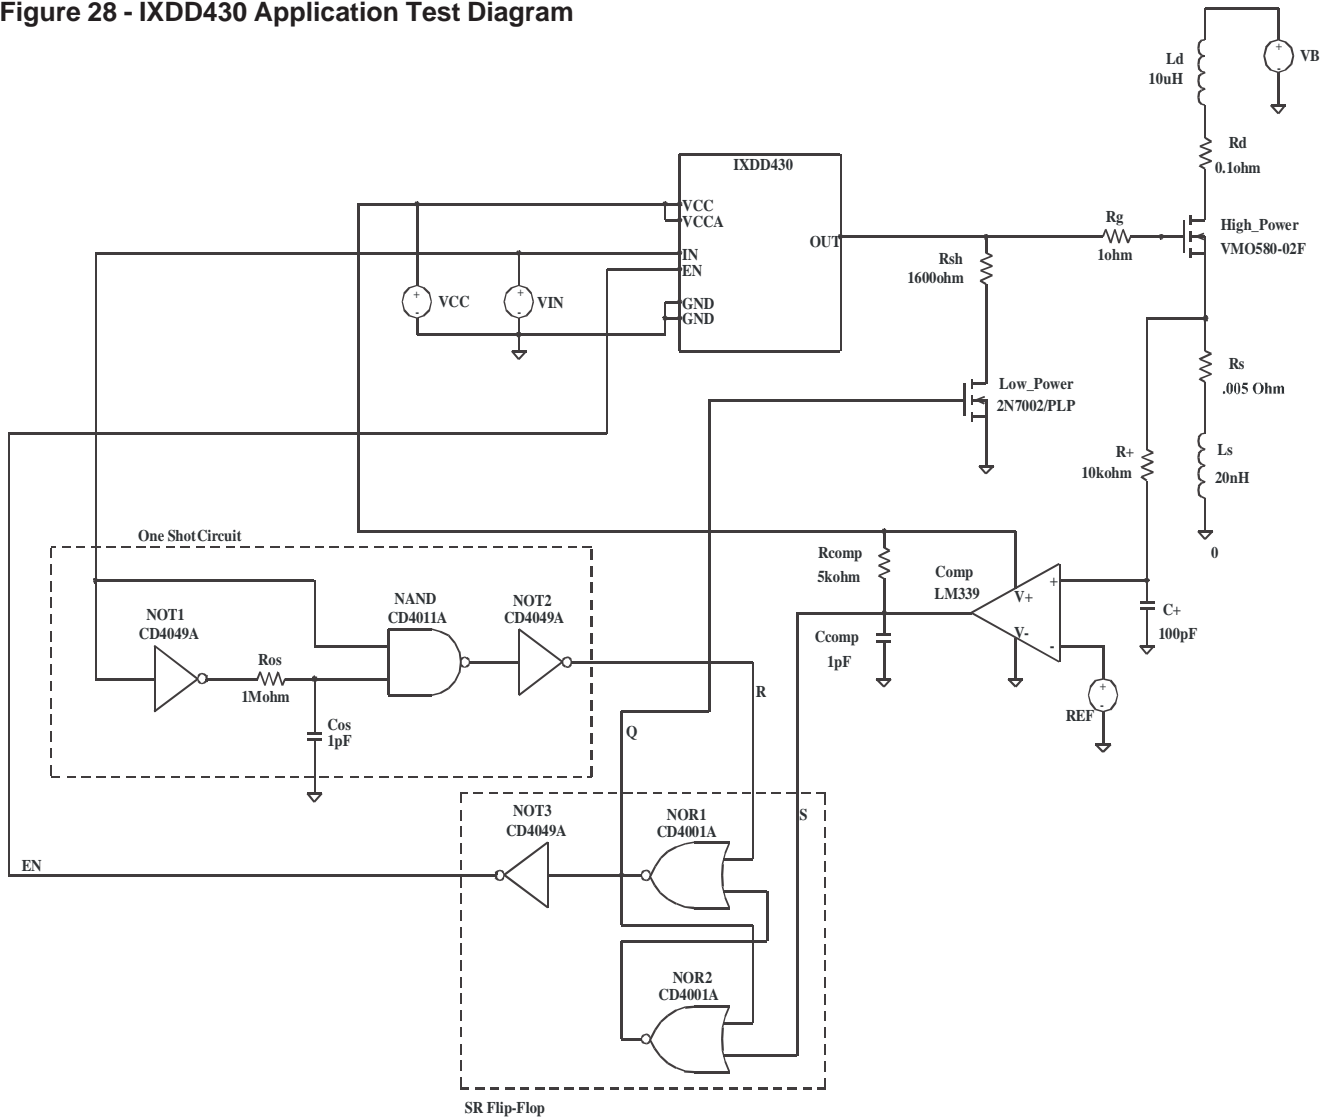 Figure 28 - IXDD430 Application Test Diagram
Ld
10uH
+
-
VB
Rd
0.1ohm
IXDD430
VCC
VCCA
IN
EN
GND
GND
OUT
+
-
VCC
+
-
VIN
Rg
1ohm
High_Power
VMO580-02F
Rsh
1600ohm
Low_Power
2N7002/PLP
Rs
.005 Ohm
R+
10kohm
Ls
20nH
0
One Shot Circuit
NOT1
CD4049A
Ros
1Mohm
Cos
1pF
NAND
CD4011A
NOT2
CD4049A
Rcomp
5kohm
Comp
LM339
V+
V-
+
-
Ccomp
1pF
C+
100pF
+
-
REF
R
Q
S
EN
NOT3
CD4049A
NOR1
CD4001A
NOR2
CD4001A
SR Flip-Flop